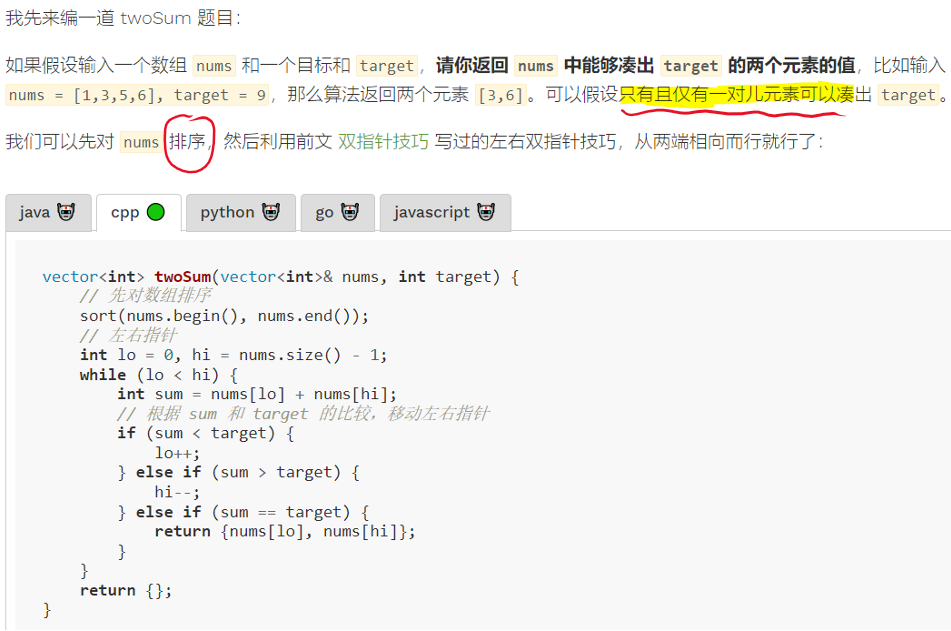 我先来编一道 twoSum 题目：
如果假设输入一个数组 nums 和一个目标和 target，请你返回 nums 中能够凑出 target 的两个元素的值，比如输入
nums = [1,3,5,6], target = 9，那么算法返回两个元素 [3,6]。可以假设只有且仅有一对儿元素可以凑出 target。
我们可以先对 nums 排序，然后利用前文 双指针技巧 写过的左右双指针技巧，从两端相向而行就行了：
java cpp python go javascript
vector<int> twoSum(vector<int>& nums, int target) {
    // 先对数组排序
    sort(nums.begin(), nums.end());
    // 左右指针
    int lo = 0, hi = nums.size() - 1;
    while (lo < hi) {
        int sum = nums[lo] + nums[hi];
        // 根据 sum 和 target 的比较，移动左右指针
        if (sum < target) {
            lo++;
        } else if (sum > target) {
            hi--;
        } else if (sum == target) {
            return {nums[lo], nums[hi]};
        }
    }
    return {};
}